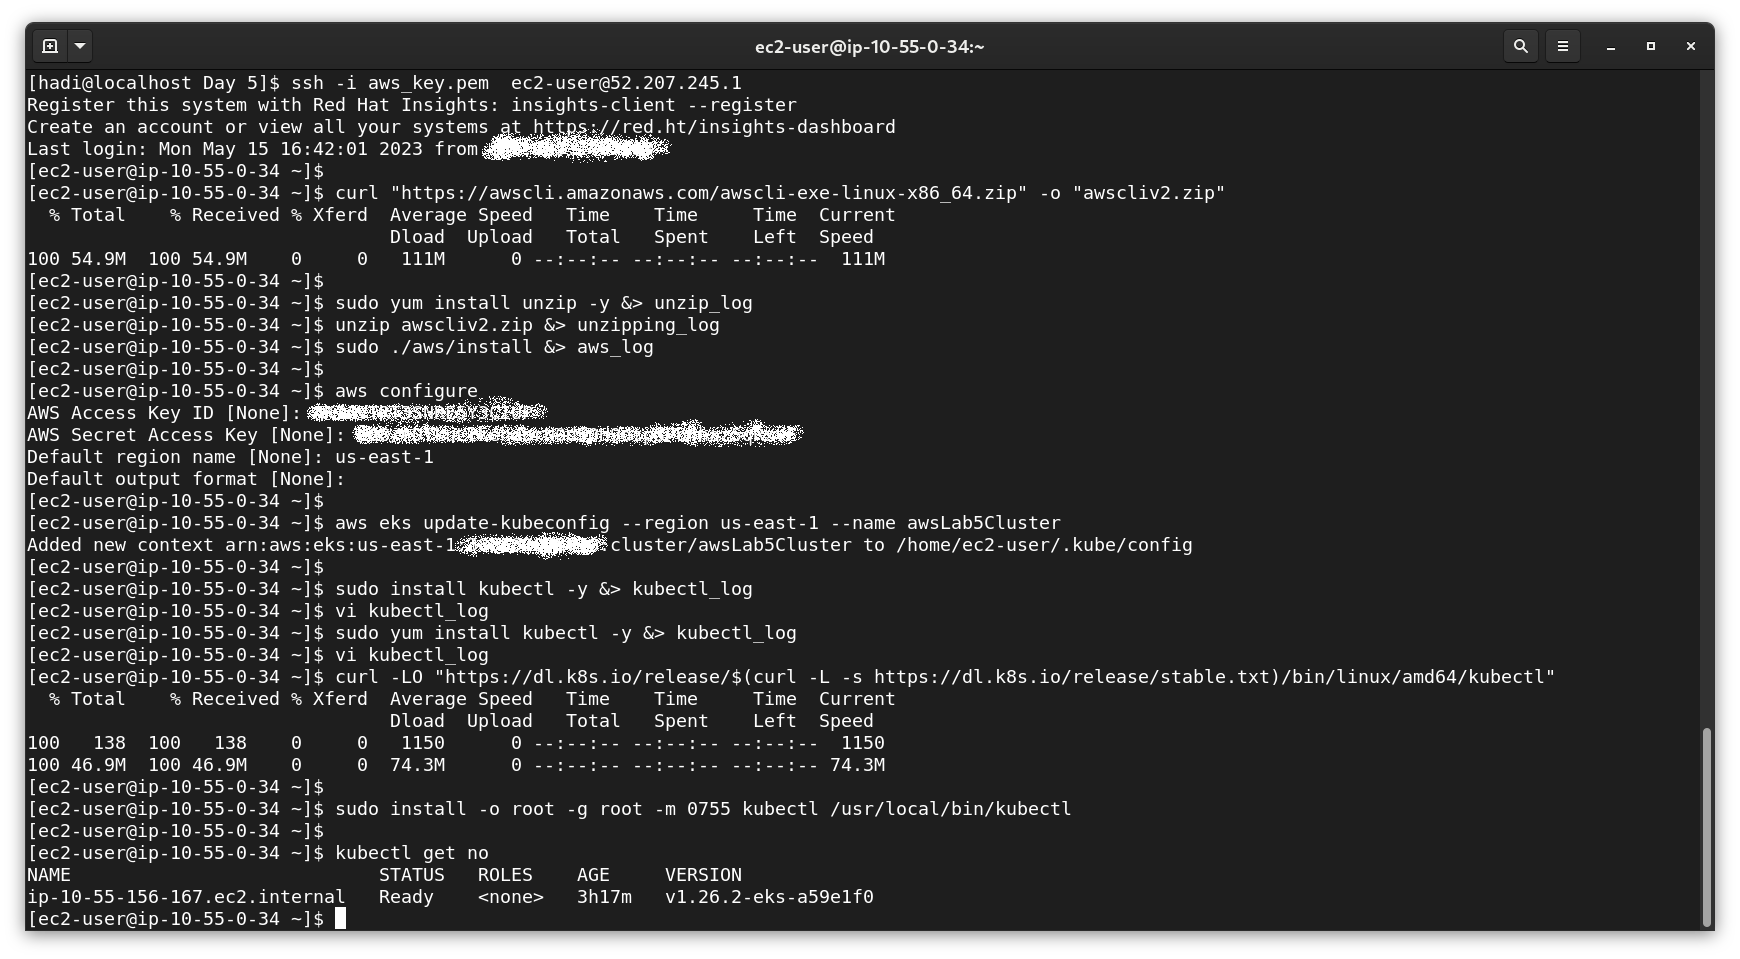 ec2-user@ip-10-55-0-34:~
[hadi@localhost Day 5]$ ssh -i aws_key.pem  ec2-user@52.207.245.1
Register this system with Red Hat Insights: insights-client --register
Create an account or view all your systems at https://red.ht/insights-dashboard
Last login: Mon May 15 16:42:01 2023 from
[ec2-user@ip-10-55-0-34 ~]$
[ec2-user@ip-10-55-0-34 ~]$ curl "https://awscli.amazonaws.com/awscli-exe-linux-x86_64.zip" -o "awscliv2.zip"
  % Total    % Received % Xferd  Average Speed   Time    Time     Time  Current
                                 Dload  Upload   Total   Spent    Left  Speed
100 54.9M  100 54.9M    0     0   111M      0 --:--:-- --:--:-- --:--:--  111M
[ec2-user@ip-10-55-0-34 ~]$
[ec2-user@ip-10-55-0-34 ~]$ sudo yum install unzip -y &> unzip_log
[ec2-user@ip-10-55-0-34 ~]$ unzip awscliv2.zip &> unzipping_log
[ec2-user@ip-10-55-0-34 ~]$ sudo ./aws/install &> aws_log
[ec2-user@ip-10-55-0-34 ~]$
[ec2-user@ip-10-55-0-34 ~]$ aws configure
AWS Access Key ID [None]:
AWS Secret Access Key [None]:
Default region name [None]: us-east-1
Default output format [None]:
[ec2-user@ip-10-55-0-34 ~]$
[ec2-user@ip-10-55-0-34 ~]$ aws eks update-kubeconfig --region us-east-1 --name awsLab5Cluster
Added new context arn:aws:eks:us-east-1 cluster/awsLab5Cluster to /home/ec2-user/.kube/config
[ec2-user@ip-10-55-0-34 ~]$
[ec2-user@ip-10-55-0-34 ~]$ sudo install kubectl -y &> kubectl_log
[ec2-user@ip-10-55-0-34 ~]$ vi kubectl_log
[ec2-user@ip-10-55-0-34 ~]$ sudo yum install kubectl -y &> kubectl_log
[ec2-user@ip-10-55-0-34 ~]$ vi kubectl_log
[ec2-user@ip-10-55-0-34 ~]$ curl -LO "https://dl.k8s.io/release/$(curl -L -s https://dl.k8s.io/release/stable.txt)/bin/linux/amd64/kubectl"
  % Total    % Received % Xferd  Average Speed   Time    Time     Time  Current
                                 Dload  Upload   Total   Spent    Left  Speed
100   138  100   138    0     0   1150      0 --:--:-- --:--:-- --:--:--  1150
100 46.9M  100 46.9M    0     0  74.3M      0 --:--:-- --:--:-- --:--:-- 74.3M
[ec2-user@ip-10-55-0-34 ~]$
[ec2-user@ip-10-55-0-34 ~]$ sudo install -o root -g root -m 0755 kubectl /usr/local/bin/kubectl
[ec2-user@ip-10-55-0-34 ~]$
[ec2-user@ip-10-55-0-34 ~]$ kubectl get no
NAME                            STATUS   ROLES    AGE     VERSION
ip-10-55-156-167.ec2.internal   Ready    <none>   3h17m   v1.26.2-eks-a59e1f0
[ec2-user@ip-10-55-0-34 ~]$